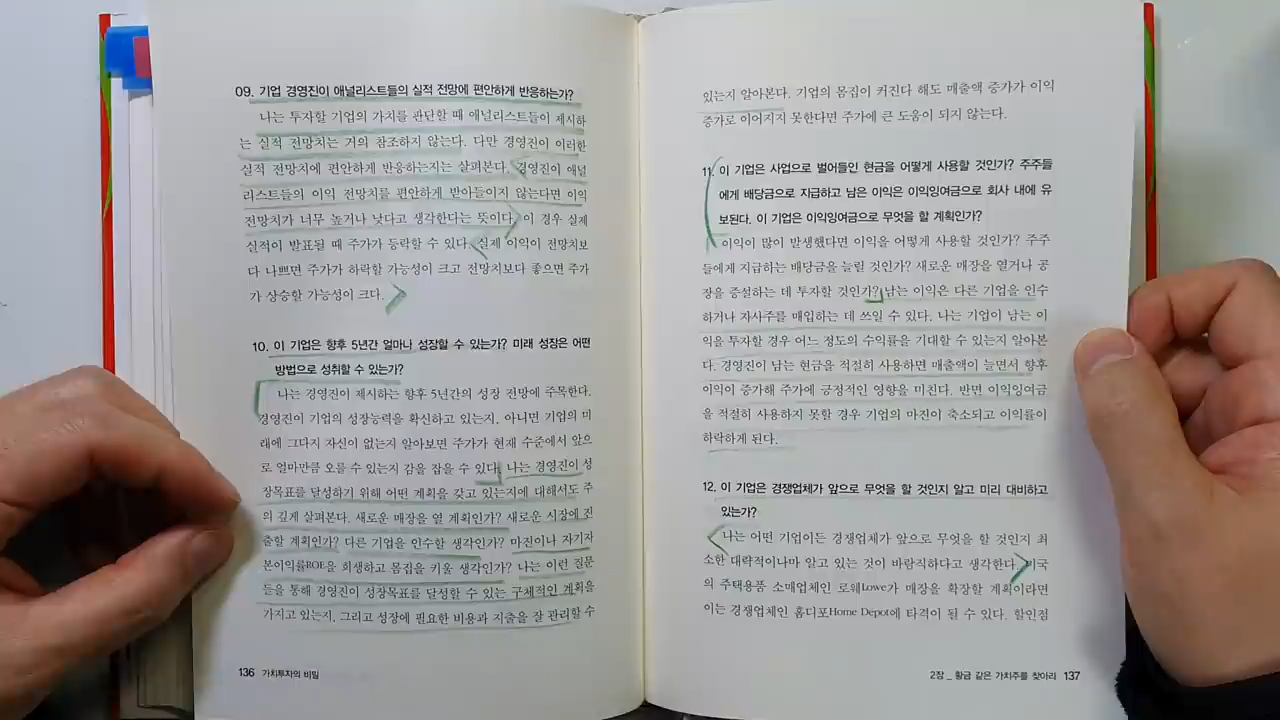 09. 기업 경영진이 애널리스트들의 실적 전망에 편안하게 반응하는가?
나는 투자할 기업의 가치를 판단할 때 애널리스트들이 제시하
는 실적 전망치는 거의 참조하지 않는다. 다만 경영진이 이러한
실적 전망치에 편안하게 반응하는지는 살펴본다. 경영진이 애널
리스트들의 이익 전망치를 편안하게 받아들이지 않는다면 이익
전망치가 너무 높거나 낮다고 생각한다는 뜻이다. 이 경우 실제
실적이 발표될 때 주가가 등락할 수 있다. 실제 이익이 전망치보
다 나쁘면 주가가 하락할 가능성이 크고 전망치보다 좋으면 주가
가 상승할 가능성이 크다.
10. 이 기업은 향후 5년간 얼마나 성장할 수 있는가? 미래 성장은 어떤
방법으로 성취할 수 있는가?
나는 경영진이 제시하는 향후 5년간의 성장 전망에 주목한다.
경영진이 기업의 성장능력을 확신하고 있는지, 아니면 기업의 미
래에 그다지 자신이 없는지 알아보면 주가가 현재 수준에서 앞으
로 얼마만큼 오를 수 있는지 감을 잡을 수 있다. 나는 경영진이 성
장목표를 달성하기 위해 어떤 계획을 갖고 있는지에 대해서도 주
의 깊게 살펴본다. 새로운 매장을 열 계획인가? 새로운 시장에 진
출할 계획인가? 다른 기업을 인수할 생각인가? 마진이나 자기자
본이익률ROE을 희생하고 몸집을 키울 생각인가? 나는 이런 질문
들을 통해 경영진이 성장목표를 달성할 수 있는 구체적인 계획을
가지고 있는지, 그리고 성장에 필요한 비용과 지출을 잘 관리할 수
136 가치투자의 비밀
있는지 알아본다. 기업의 몸집이 커진다 해도 매출액 증가가 이익
증가로 이어지지 못한다면 주가에 큰 도움이 되지 않는다.
11. 이 기업은 사업으로 벌어들인 현금을 어떻게 사용할 것인가? 주주들
에게 배당금으로 지급하고 남은 이익은 이익잉여금으로 회사 내에 유
보된다. 이 기업은 이익잉여금으로 무엇을 할 계획인가?
이익이 많이 발생했다면 이익을 어떻게 사용할 것인가? 주주
들에게 지급하는 배당금을 늘릴 것인가? 새로운 매장을 열거나 공
장을 증설하는 데 투자할 것인가? 남는 이익은 다른 기업을 인수
하거나 자사주를 매입하는 데 쓰일 수 있다. 나는 기업이 남는 이
익을 투자할 경우 어느 정도의 수익률을 기대할 수 있는지 알아본
다. 경영진이 남는 현금을 적절히 사용하면 매출액이 늘면서 향후
이익이 증가해 주가에 긍정적인 영향을 미친다. 반면 이익잉여금
을 적절히 사용하지 못할 경우 기업의 마진이 축소되고 이익률이
하락하게 된다.
12. 이 기업은 경쟁업체가 앞으로 무엇을 할 것인지 알고 미리 대비하고
있는가?
나는 어떤 기업이든 경쟁업체가 앞으로 무엇을 할 것인지 최
소한 대략적이나마 알고 있는 것이 바람직하다고 생각한다. 미국
의 주택용품 소매업체인 로웨Lowe가 매장을 확장할 계획이라면
이는 경쟁업체인 홈디포Home Depot에 타격이 될 수 있다. 할인점
2장 _ 황금 같은 가치주를 찾아라 137